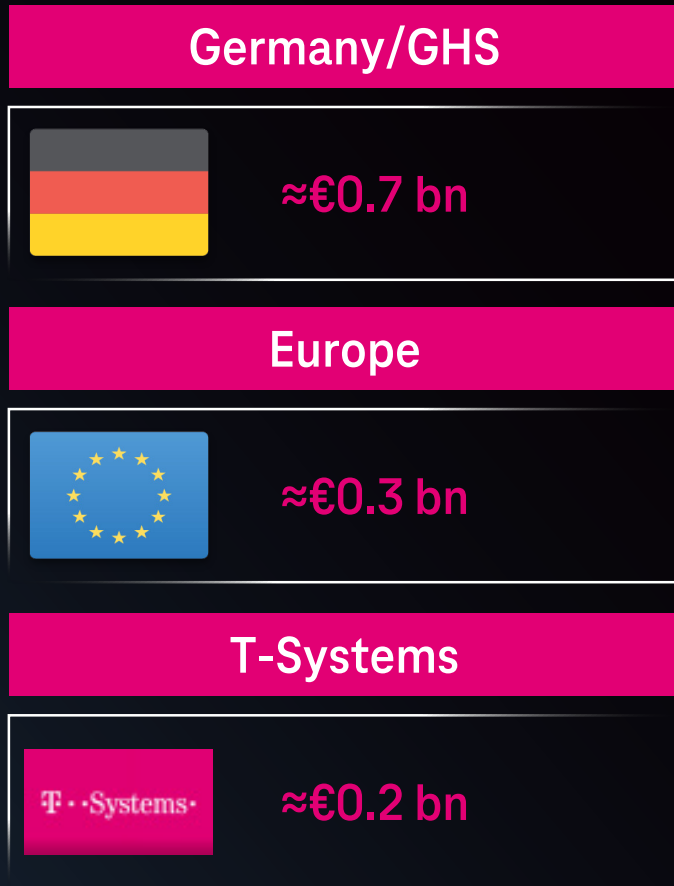 Germany/GHS
≈€0.7 bn
Europe
≈€0.3 bn
T-Systems
T··Systems·
≈€0.2 bn